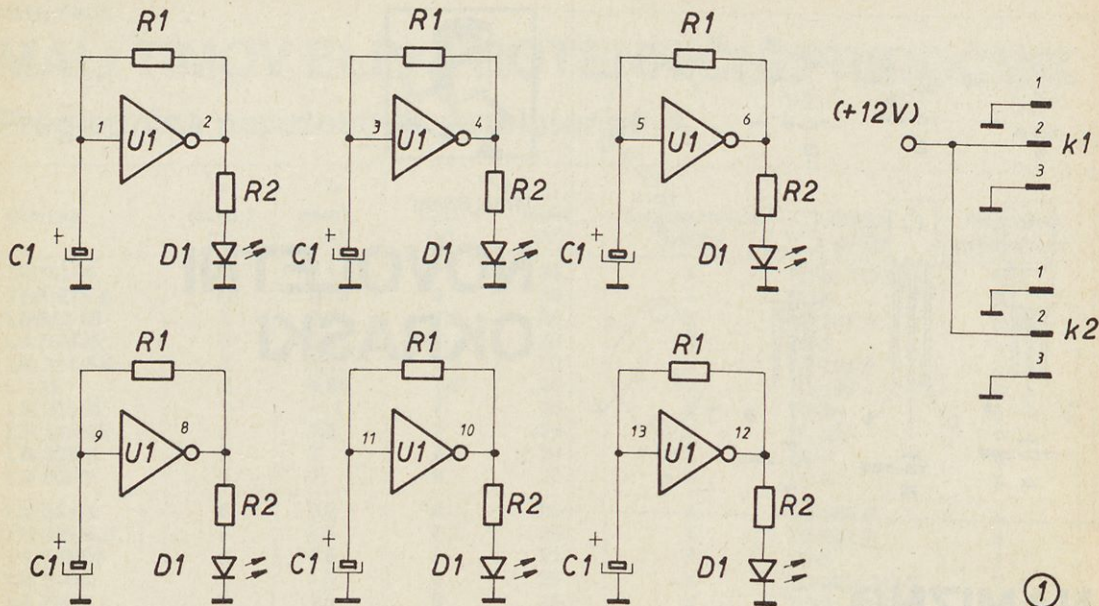 R1 R1 R1
1 U1 2 3 U1 4 5 U1 6
R2 R2 R2
+ C1 D1 + C1 D1 + C1 D1
(+12V)
1
2 k1
3
1
2 k2
3
R1 R1 R1
9 U1 8 11 U1 10 13 U1 12
R2 R2 R2
+ C1 D1 + C1 D1 + C1 D1
1
NOVOLETNI
OKRASKI